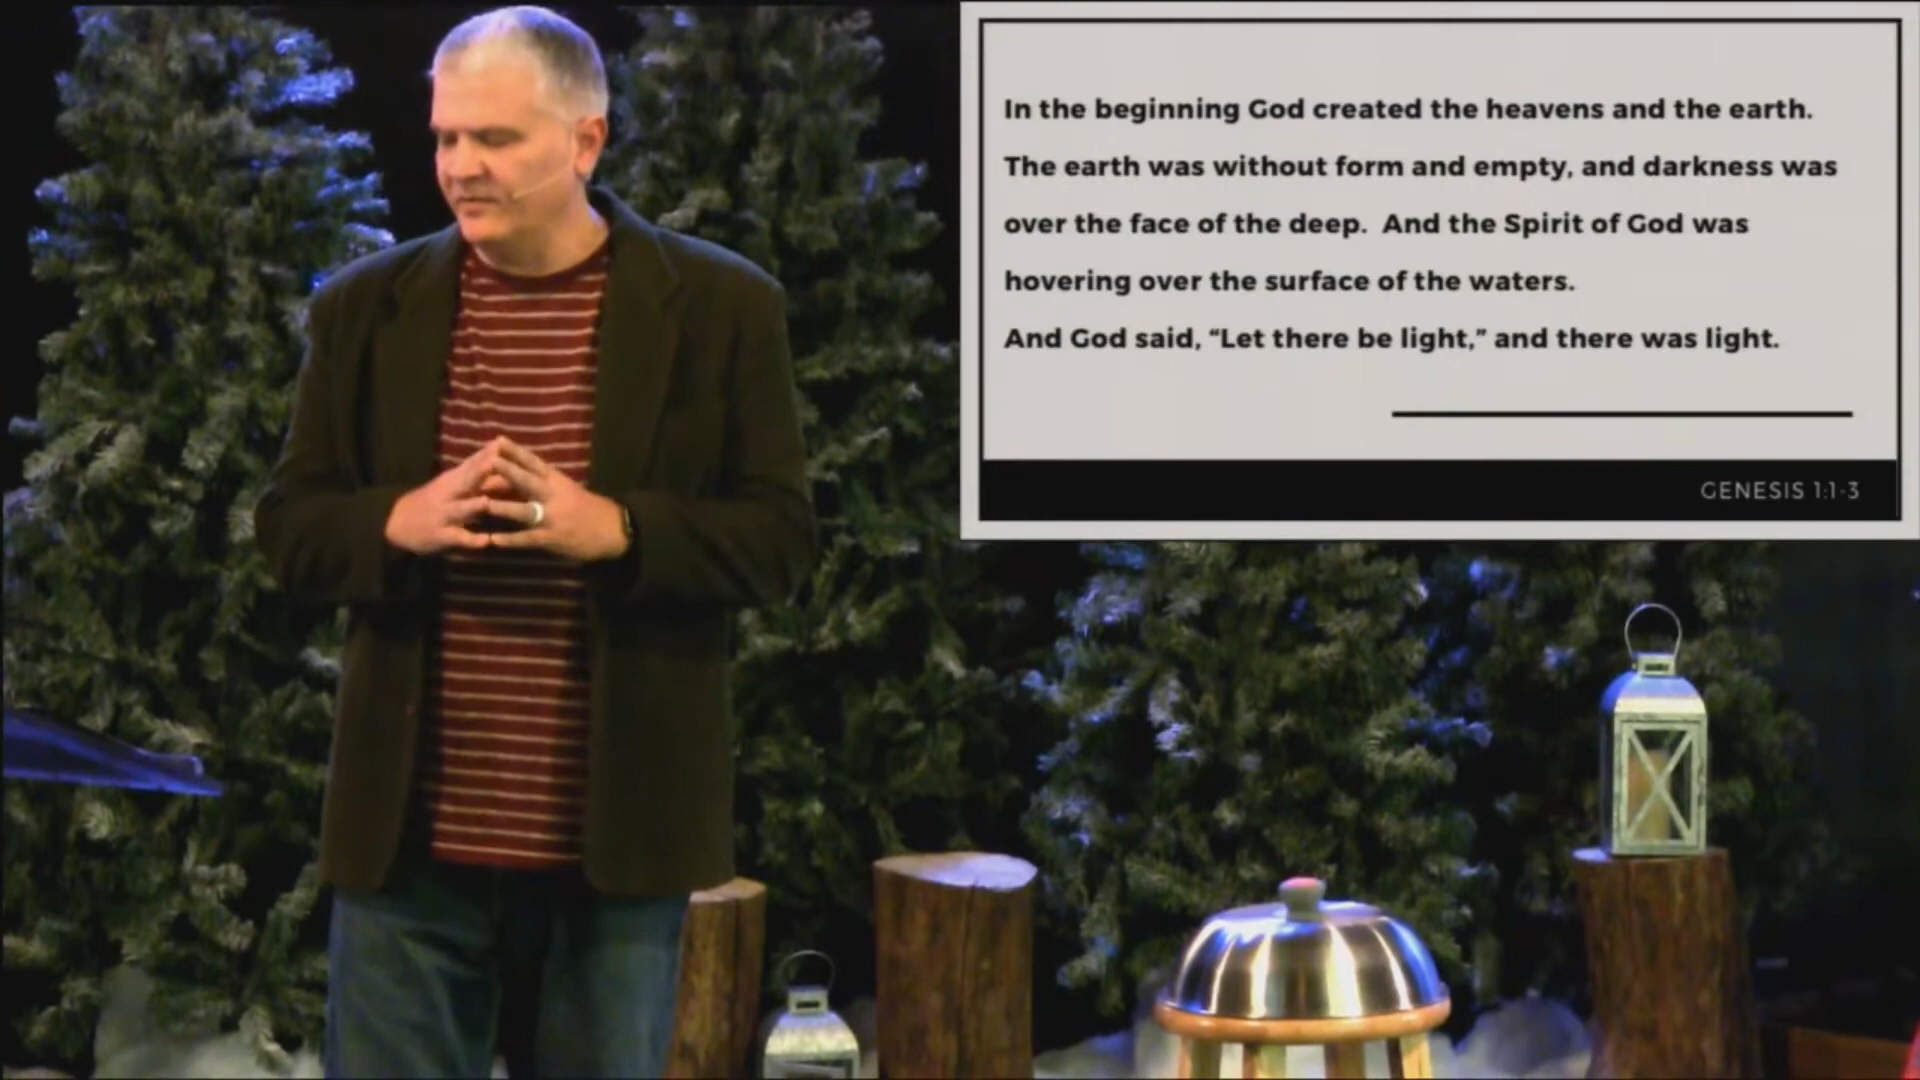 In the beginning God created the heavens and the earth.
The earth was without form and empty, and darkness was
over the face of the deep. And the Spirit of God was
hovering over the surface of the waters.
And God said, “Let there be light,” and there was light.
GENESIS 1:1-3